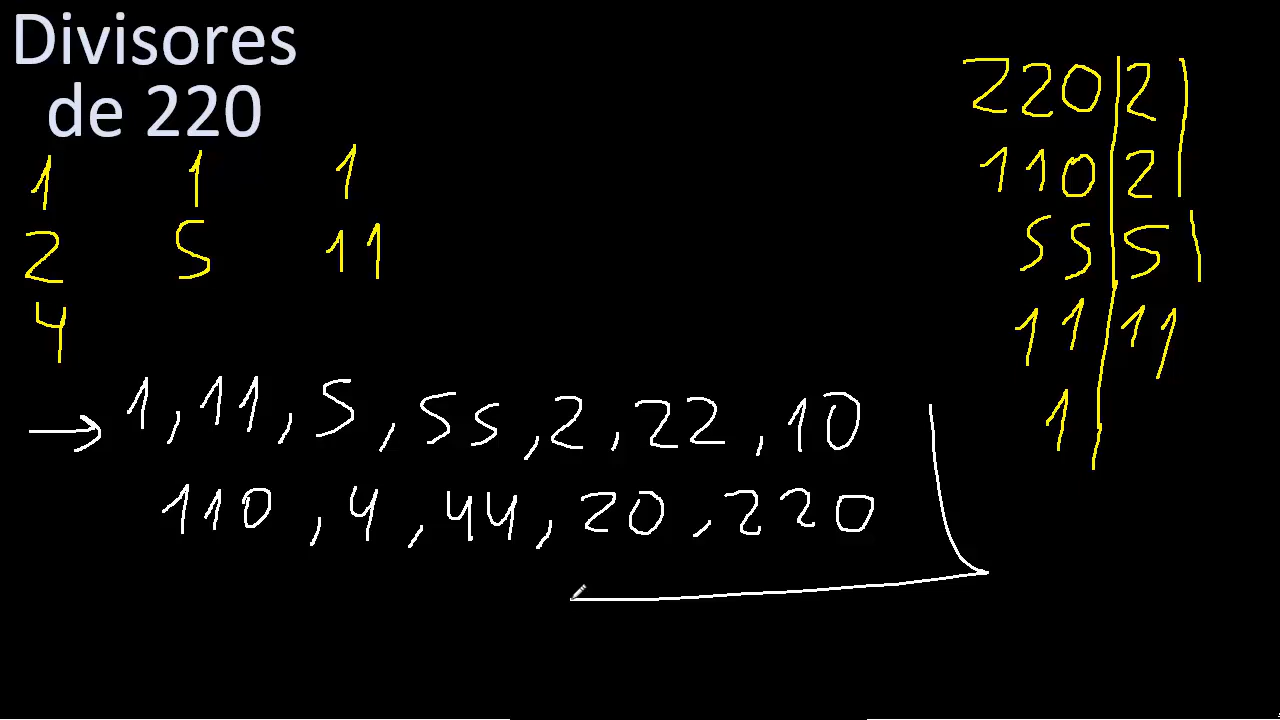 Divisores
de 220
1 1 1
2 5 11
4
220 2
110 2
55 5
11 11
1
→ 1, 11, 5, 55, 2, 22, 10
110, 4, 44, 20, 220